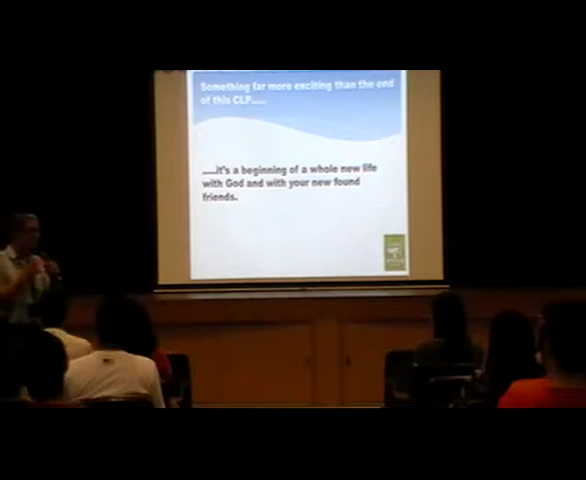 Something far more exciting than the end
of this CLP.....
.....it's a beginning of a whole new life
with God and with your new found
friends.